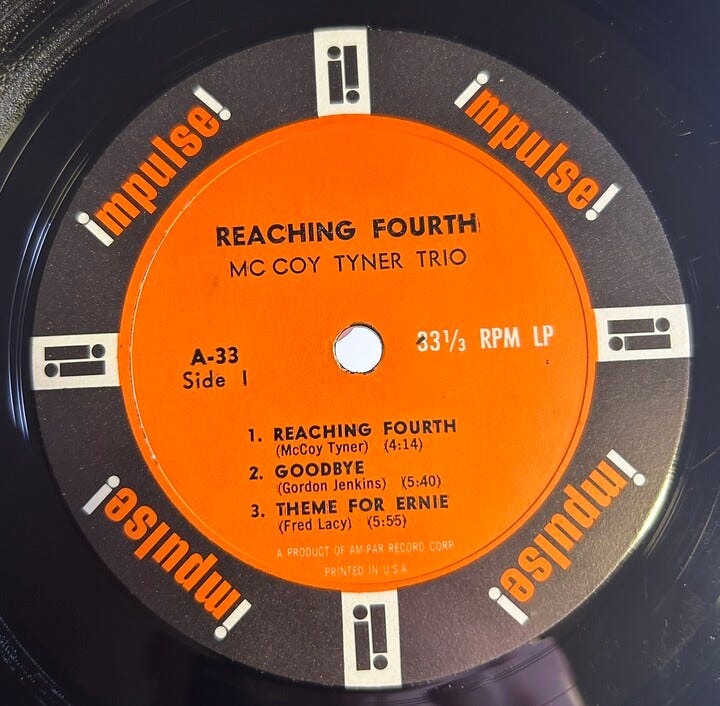 impulse!
impulse!
REACHING FOURTH
MC COY TYNER TRIO
A-33
Side 1
33 1/3 RPM LP
1. REACHING FOURTH
(McCoy Tyner) (4:14)
2. GOODBYE
(Gordon Jenkins) (5:40)
3. THEME FOR ERNIE
(Fred Lacy) (5:55)
A PRODUCT OF AM-PAR RECORD CORP.
PRINTED IN U.S.A.
impulse!
impulse!